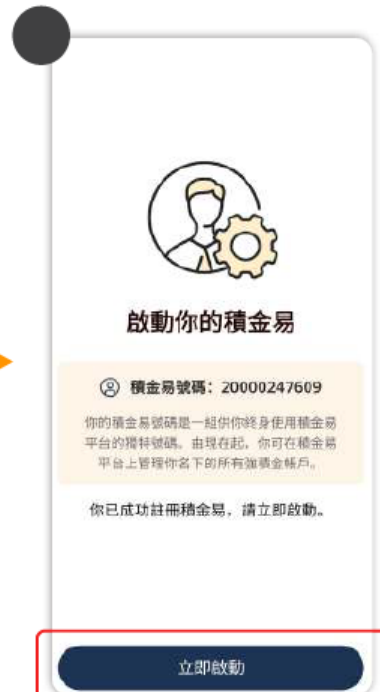 啟動你的積金易
積金易號碼：20000247609
你的積金易號碼是一組供你終身使用積金易
平台的獨特號碼。由現在起，你可在積金易
平台上管理你名下的所有強積金帳戶。
你已成功註冊積金易，請立即啟動。
立即啟動